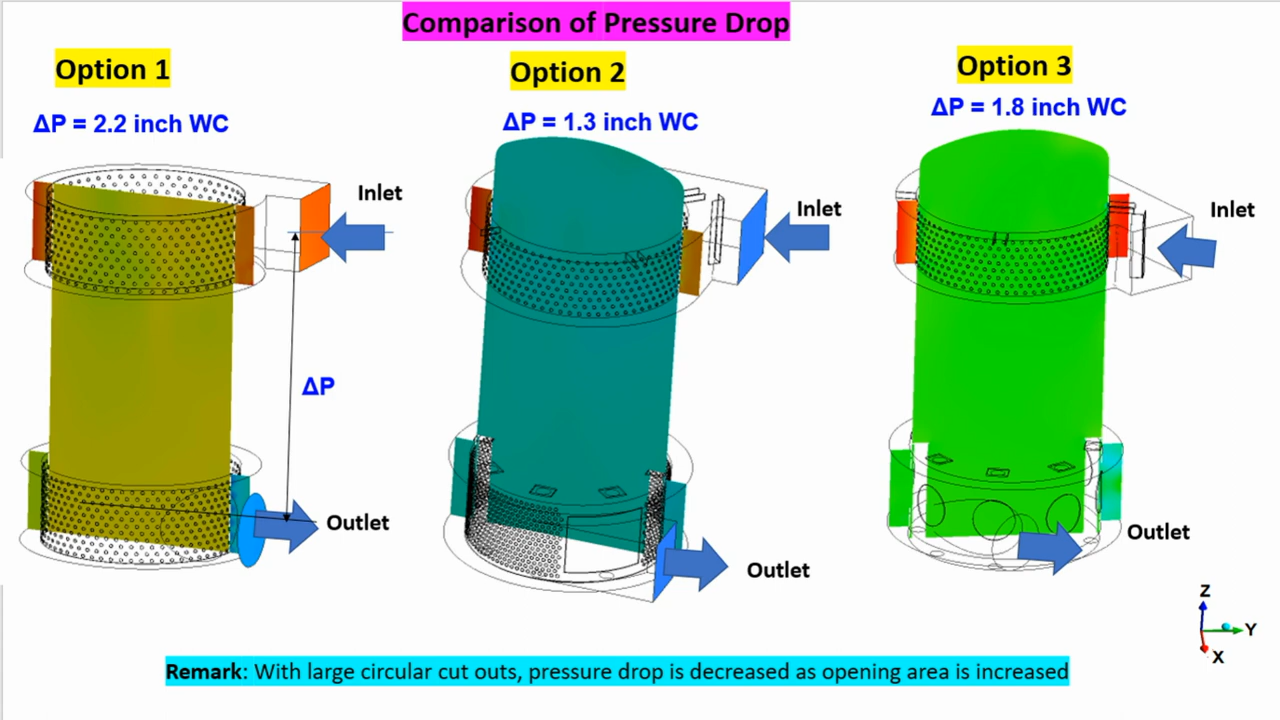 Comparison of Pressure Drop
Option 1
Option 2
Option 3
ΔP = 2.2 inch WC
ΔP = 1.3 inch WC
ΔP = 1.8 inch WC
Inlet
Inlet
Inlet
ΔP
Outlet
Outlet
Outlet
Z
Y
X
Remark: With large circular cut outs, pressure drop is decreased as opening area is increased